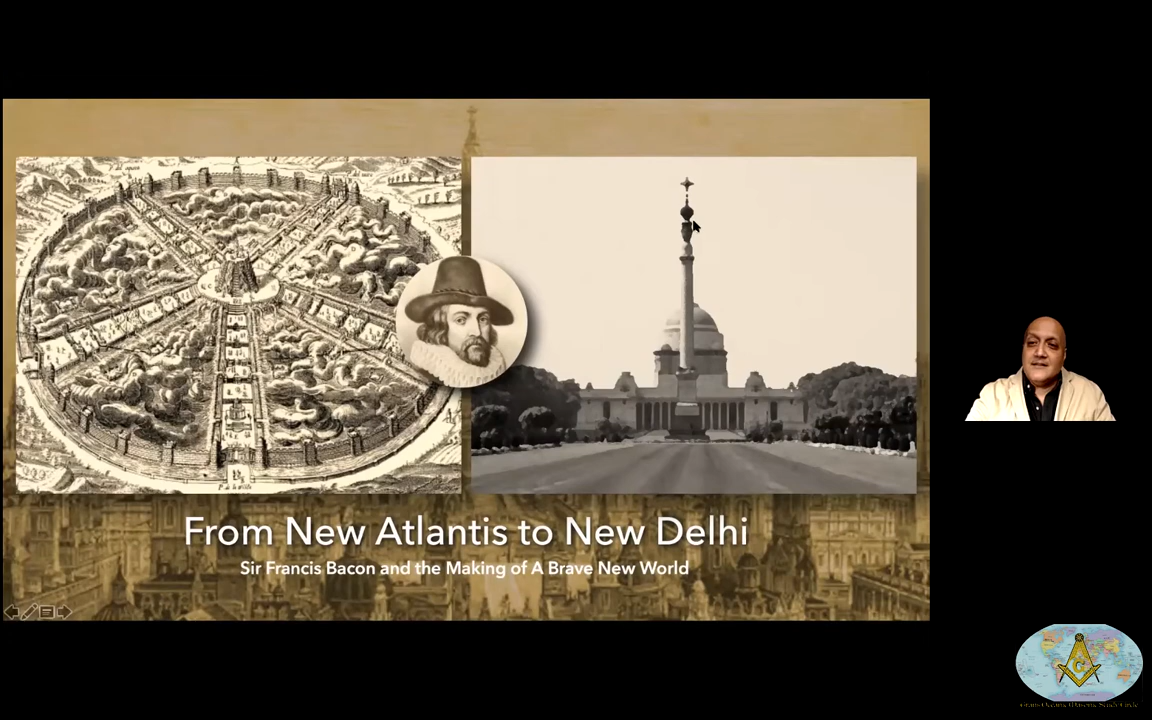 From New Atlantis to New Delhi
Sir Francis Bacon and the Making of A Brave New World
G